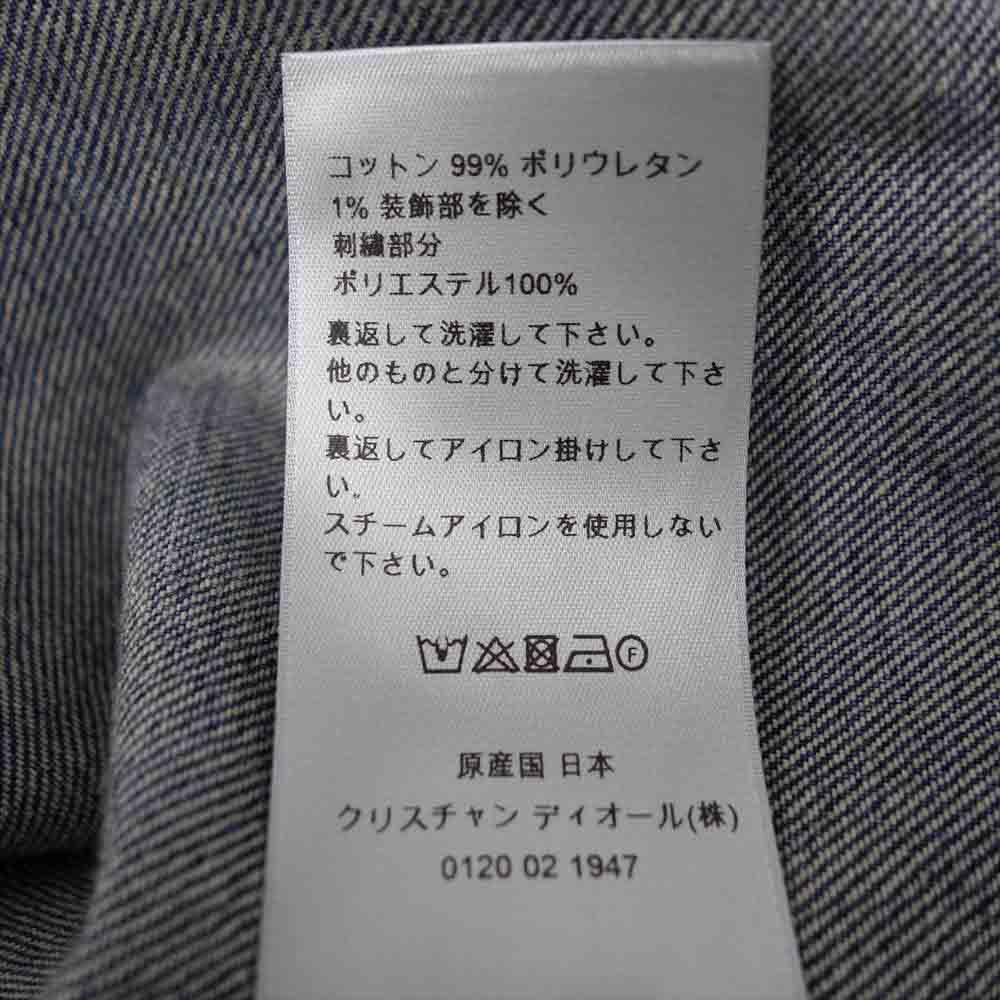 コットン 99% ポリウレタン
1% 装飾部を除く
刺繍部分
ポリエステル100%
裏返して洗濯して下さい。
他のものと分けて洗濯して下さ
い。
裏返してアイロン掛けして下さ
い。
スチームアイロンを使用しない
で下さい。
F
原産国 日本
クリスチャン ディオール(株)
0120 02 1947